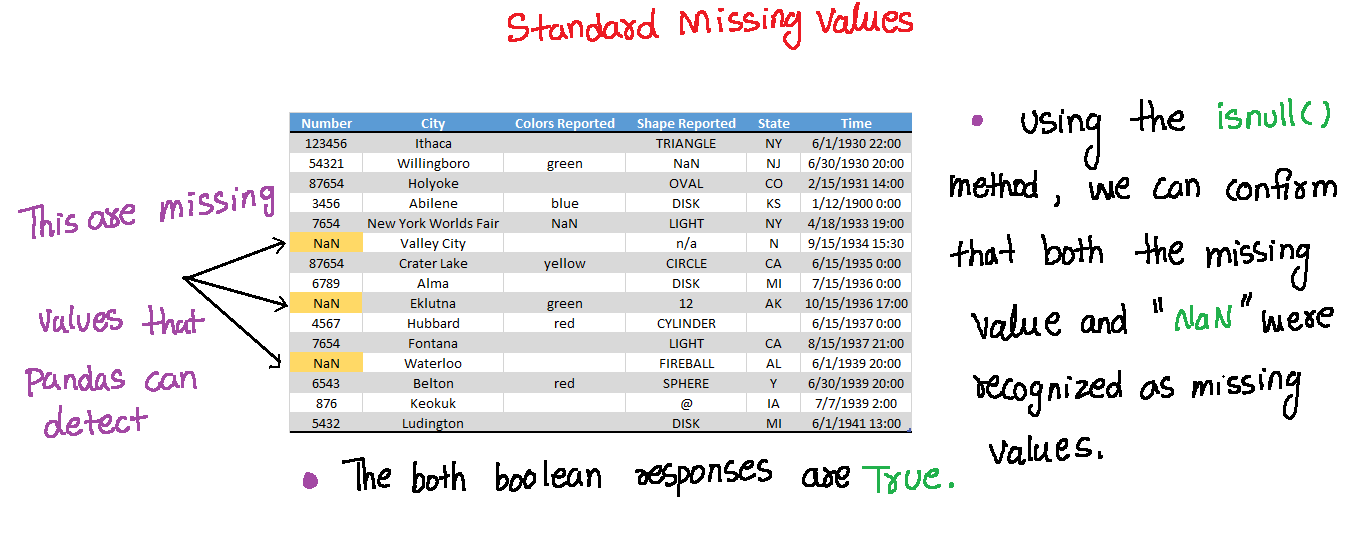 Standard Missing Values
This are missing
values that
Pandas can
detect
Number City Colors Reported Shape Reported State Time
123456 Ithaca TRIANGLE NY 6/1/1930 22:00
54321 Willingboro green NaN NJ 6/30/1930 20:00
87654 Holyoke OVAL CO 2/15/1931 14:00
3456 Abilene blue DISK KS 1/12/1900 0:00
7654 New York Worlds Fair NaN LIGHT NY 4/18/1933 19:00
NaN Valley City n/a N 9/15/1934 15:30
87654 Crater Lake yellow CIRCLE CA 6/15/1935 0:00
6789 Alma DISK MI 7/15/1936 0:00
NaN Eklutna green 12 AK 10/15/1936 17:00
4567 Hubbard red CYLINDER 6/15/1937 0:00
7654 Fontana LIGHT CA 8/15/1937 21:00
NaN Waterloo FIREBALL AL 6/1/1939 20:00
6543 Belton red SPHERE Y 6/30/1939 20:00
876 Keokuk @ IA 7/7/1939 2:00
5432 Ludington DISK MI 6/1/1941 13:00
• Using the isnull()
method, we can confirm
that both the missing
value and "NaN" were
recognized as missing
values.
• The both boolean responses are True.